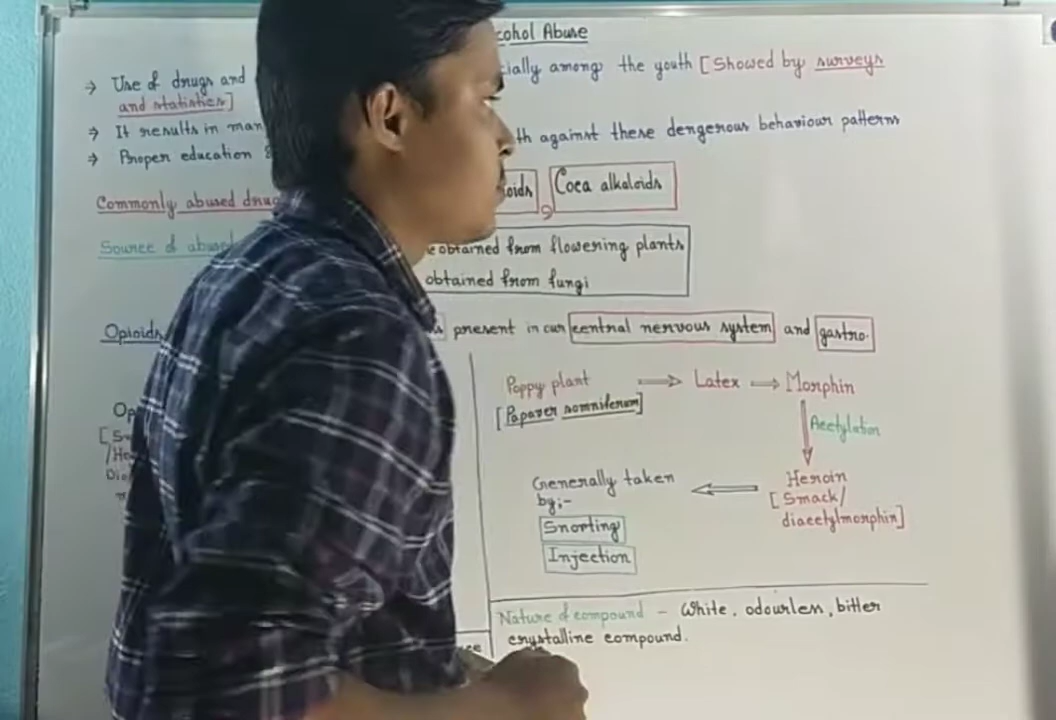 cohol Abuse
→ Use of drugs and cially among the youth [Showed by surveys
and statistics]
→ It results in man th against these dengerous behaviour patterns
→ Proper education
Commonly abused drug oids , Coca alkaloids
Source of abused e obtained from flowering plants
obtained from fungi
Opioids present in our central nervous system and gastro.
Poppy plant ⇒ Latex ⇒ Morphin
[Papaver somniferum]
Acetylation
Generally taken ⇐ Heroin
by:- [Smack/
Snorting diacetylmorphin]
Injection
Nature of compound - White, odourless, bitter
crystalline compound.